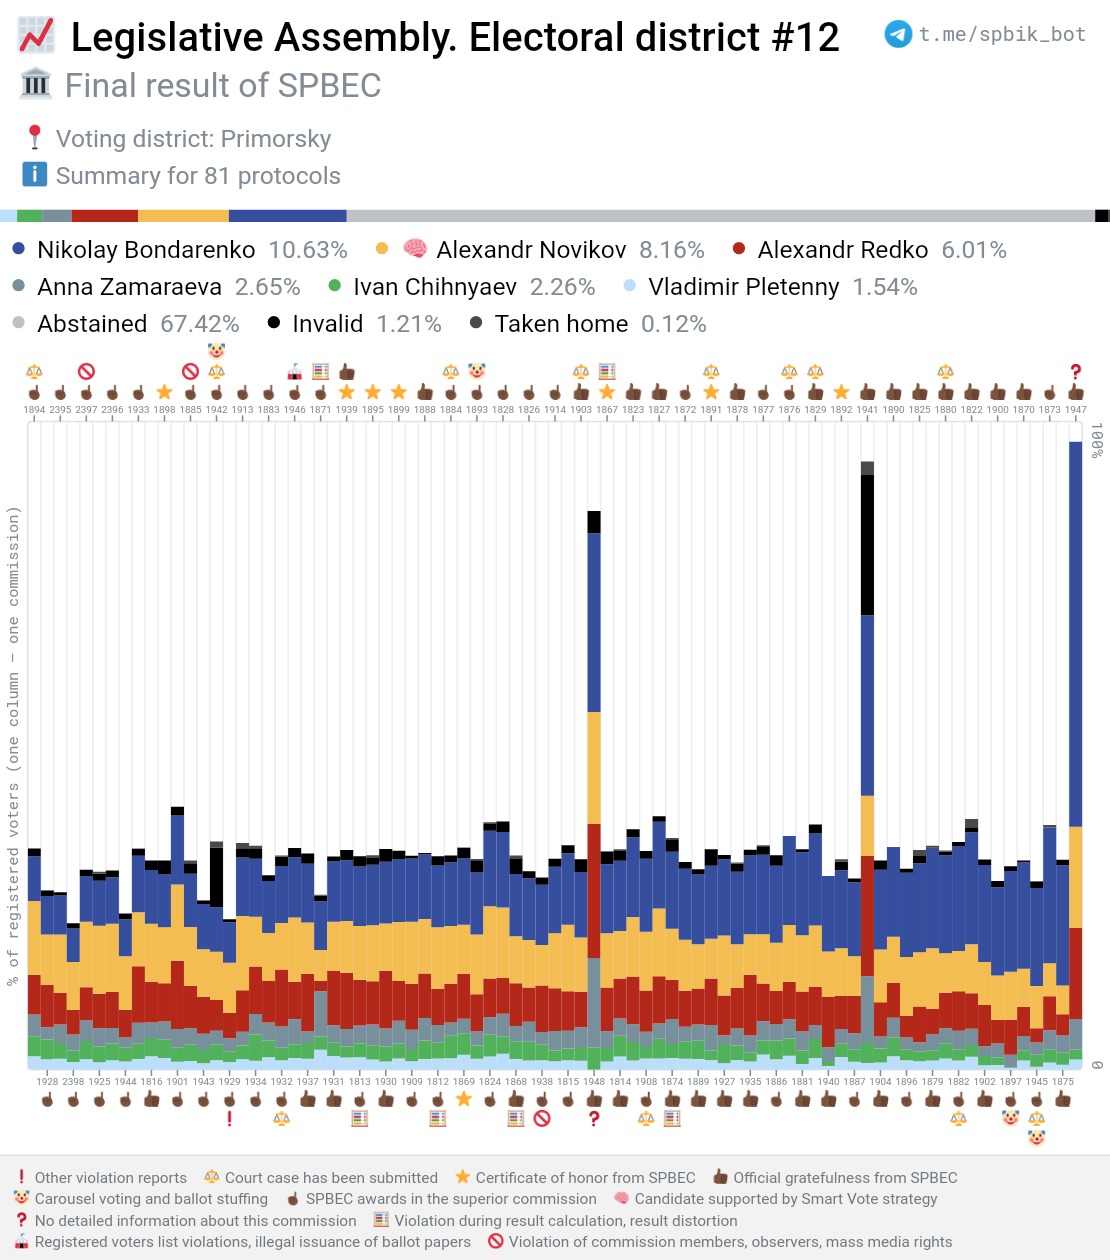 Legislative Assembly. Electoral district #12
t.me/spbik_bot
Final result of SPBEC
Voting district: Primorsky
Summary for 81 protocols
Nikolay Bondarenko 10.63% Alexandr Novikov 8.16% Alexandr Redko 6.01%
Anna Zamaraeva 2.65% Ivan Chihnyaev 2.26% Vladimir Pletenny 1.54%
Abstained 67.42% Invalid 1.21% Taken home 0.12%
1894 2395 2397 2396 1933 1898 1885 1942 1913 1883 1946 1871 1939 1895 1899 1888 1884 1893 1828 1826 1914 1903 1867 1823 1827 1872 1891 1878 1877 1876 1829 1892 1941 1890 1825 1880 1822 1900 1870 1873 1947
100%
% of registered voters (one column – one commission)
0
1928 2398 1925 1944 1816 1901 1943 1929 1934 1932 1937 1931 1813 1930 1909 1812 1869 1824 1868 1938 1815 1948 1814 1908 1874 1889 1927 1935 1886 1881 1940 1887 1904 1896 1879 1882 1902 1897 1945 1875
Other violation reports Court case has been submitted Certificate of honor from SPBEC Official gratefulness from SPBEC
Carousel voting and ballot stuffing SPBEC awards in the superior commission Candidate supported by Smart Vote strategy
No detailed information about this commission Violation during result calculation, result distortion
Registered voters list violations, illegal issuance of ballot papers Violation of commission members, observers, mass media rights